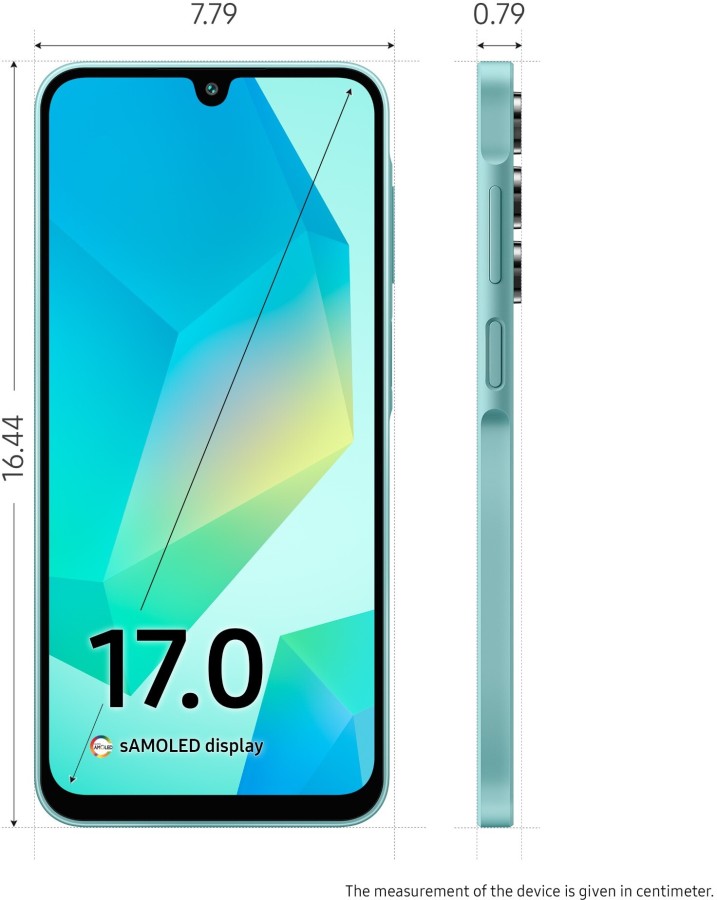 7.79
0.79
16.44
17.0
AMOLED
sAMOLED display
The measurement of the device is given in centimeter.